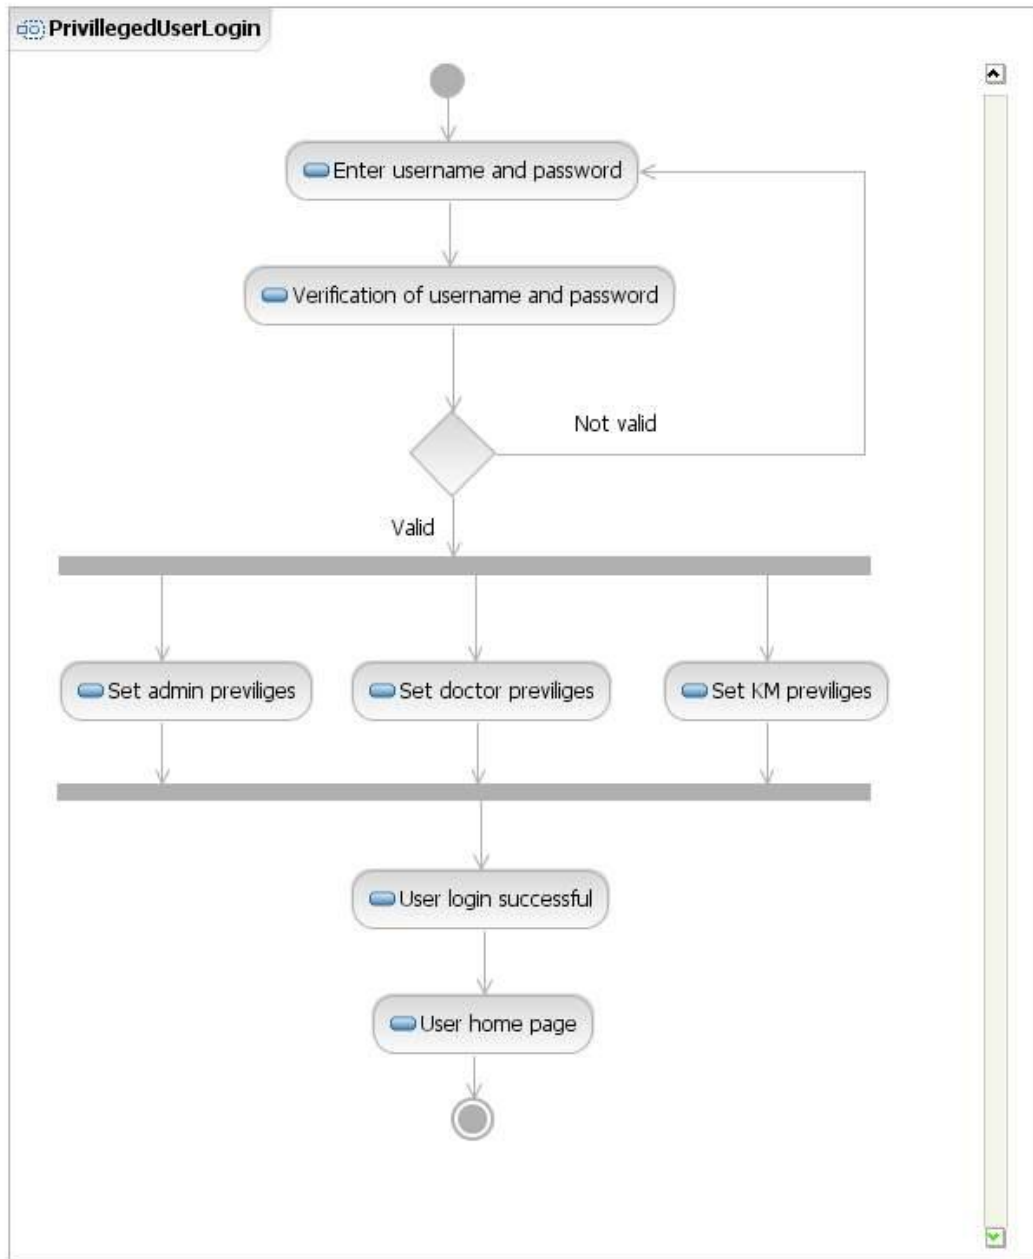 PrivillegedUserLogin
Enter username and password
Verification of username and password
Not valid
Valid
Set admin previliges
Set doctor previliges
Set KM previliges
User login successful
User home page